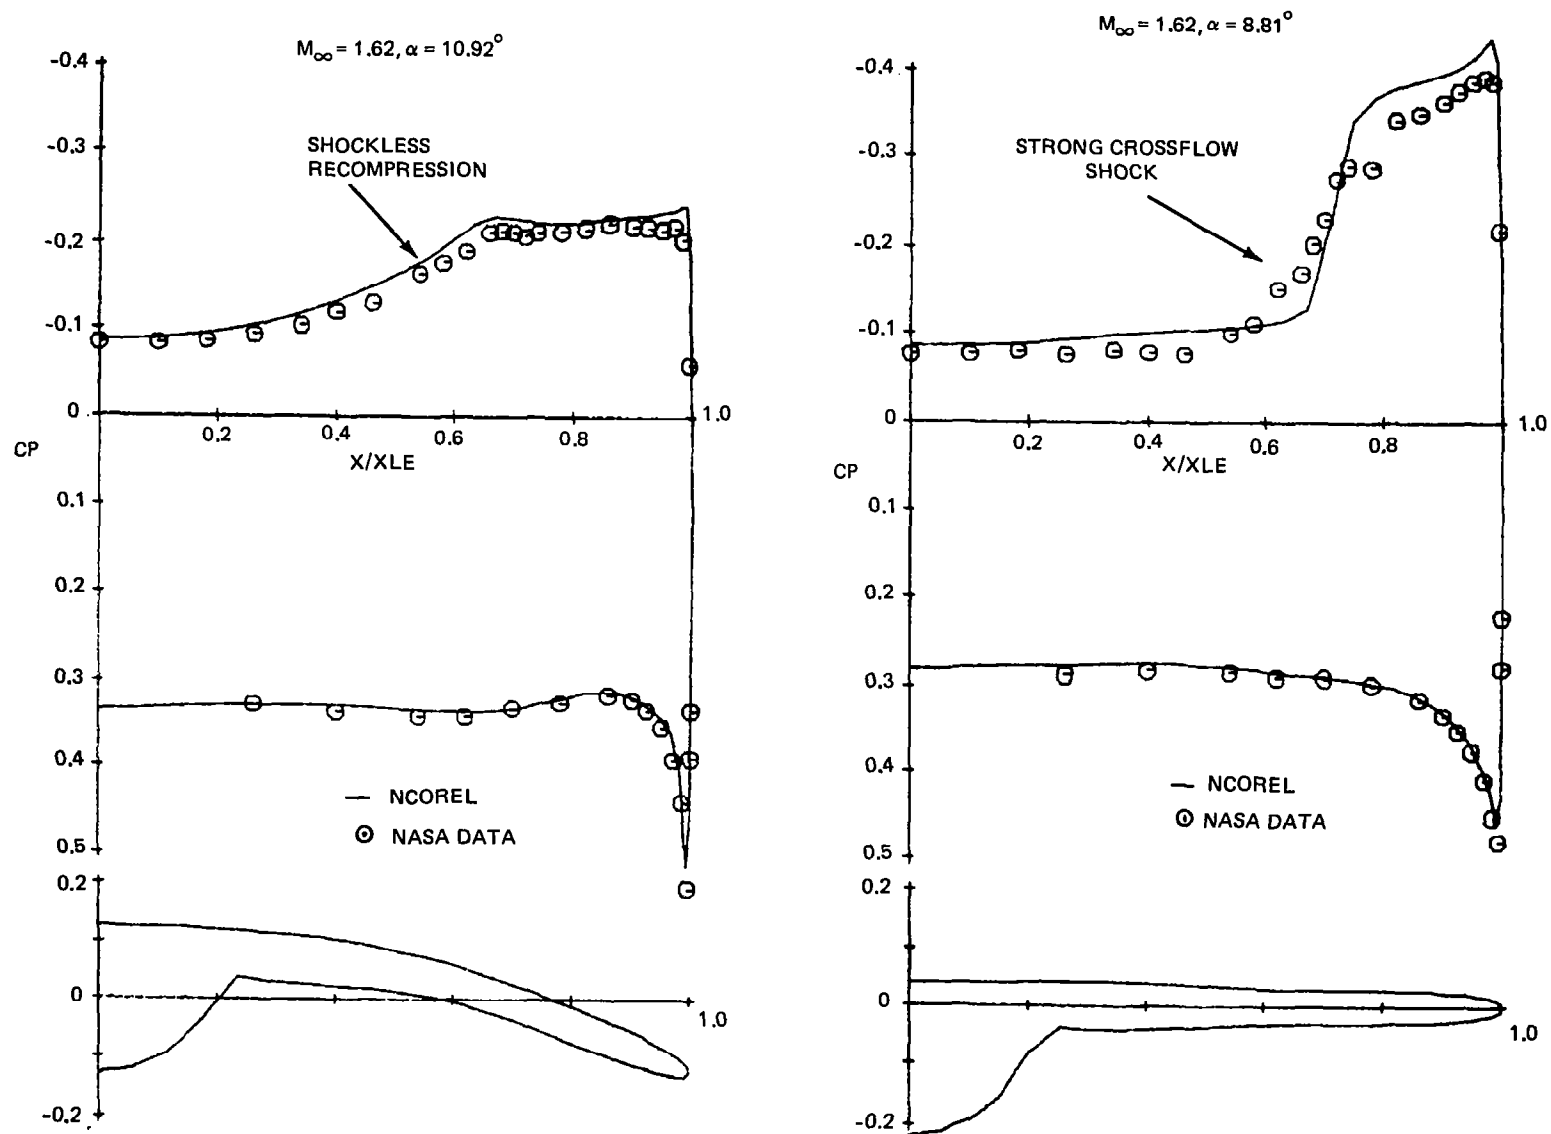 M∞ = 1.62, α = 10.92°
-0.4
-0.3
SHOCKLESS
RECOMPRESSION
-0.2
-0.1
0
1.0
0.2
0.4
0.6
0.8
CP
X/XLE
0.1
0.2
0.3
0.4
NCOREL
NASA DATA
0.5
0.2
0
1.0
-0.2
M∞ = 1.62, α = 8.81°
-0.4
-0.3
STRONG CROSSFLOW
SHOCK
-0.2
-0.1
0
1.0
0.2
0.4
0.6
0.8
CP
X/XLE
0.1
0.2
0.3
0.4
NCOREL
NASA DATA
0.5
0.2
0
1.0
-0.2